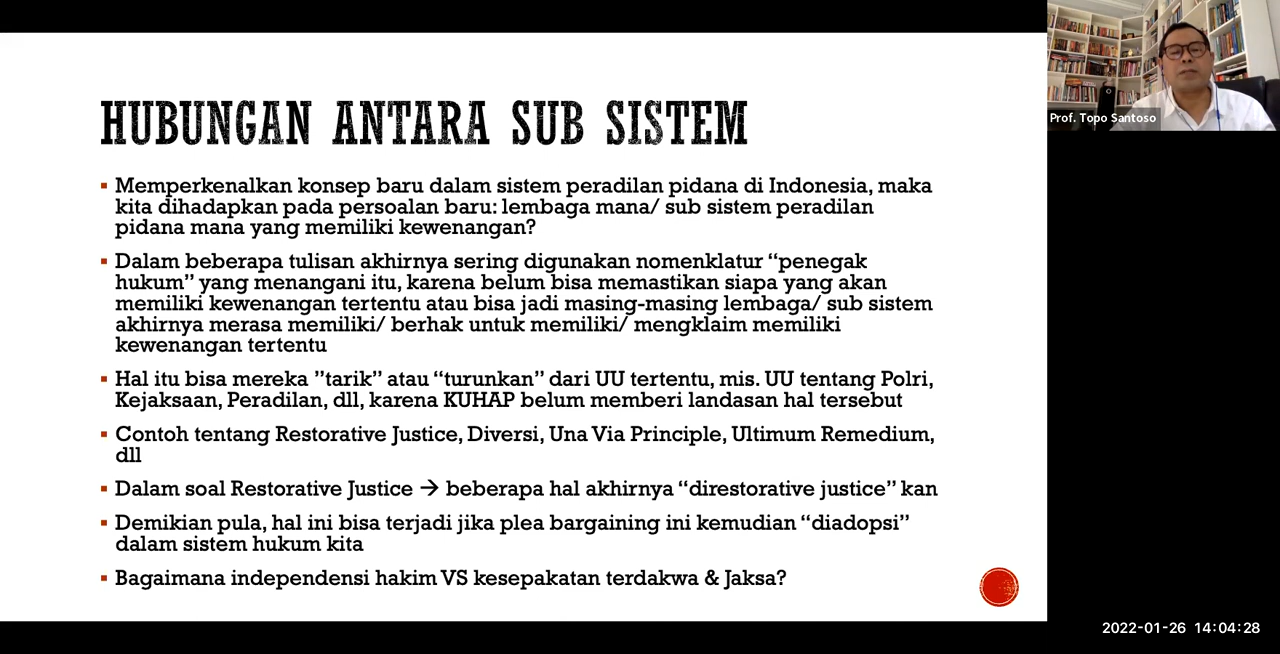 HUBUNGAN ANTARA SUB SISTEM
▪ Memperkenalkan konsep baru dalam sistem peradilan pidana di Indonesia, maka
kita dihadapkan pada persoalan baru: lembaga mana/ sub sistem peradilan
pidana mana yang memiliki kewenangan?
▪ Dalam beberapa tulisan akhirnya sering digunakan nomenklatur “penegak
hukum” yang menangani itu, karena belum bisa memastikan siapa yang akan
memiliki kewenangan tertentu atau bisa jadi masing-masing lembaga/ sub sistem
akhirnya merasa memiliki/ berhak untuk memiliki/ mengklaim memiliki
kewenangan tertentu
▪ Hal itu bisa mereka ”tarik” atau “turunkan” dari UU tertentu, mis. UU tentang Polri,
Kejaksaan, Peradilan, dll, karena KUHAP belum memberi landasan hal tersebut
▪ Contoh tentang Restorative Justice, Diversi, Una Via Principle, Ultimum Remedium,
dll
▪ Dalam soal Restorative Justice → beberapa hal akhirnya “direstorative justice” kan
▪ Demikian pula, hal ini bisa terjadi jika plea bargaining ini kemudian “diadopsi”
dalam sistem hukum kita
▪ Bagaimana independensi hakim VS kesepakatan terdakwa & Jaksa?
Prof. Topo Santoso
2022-01-26 14:04:28